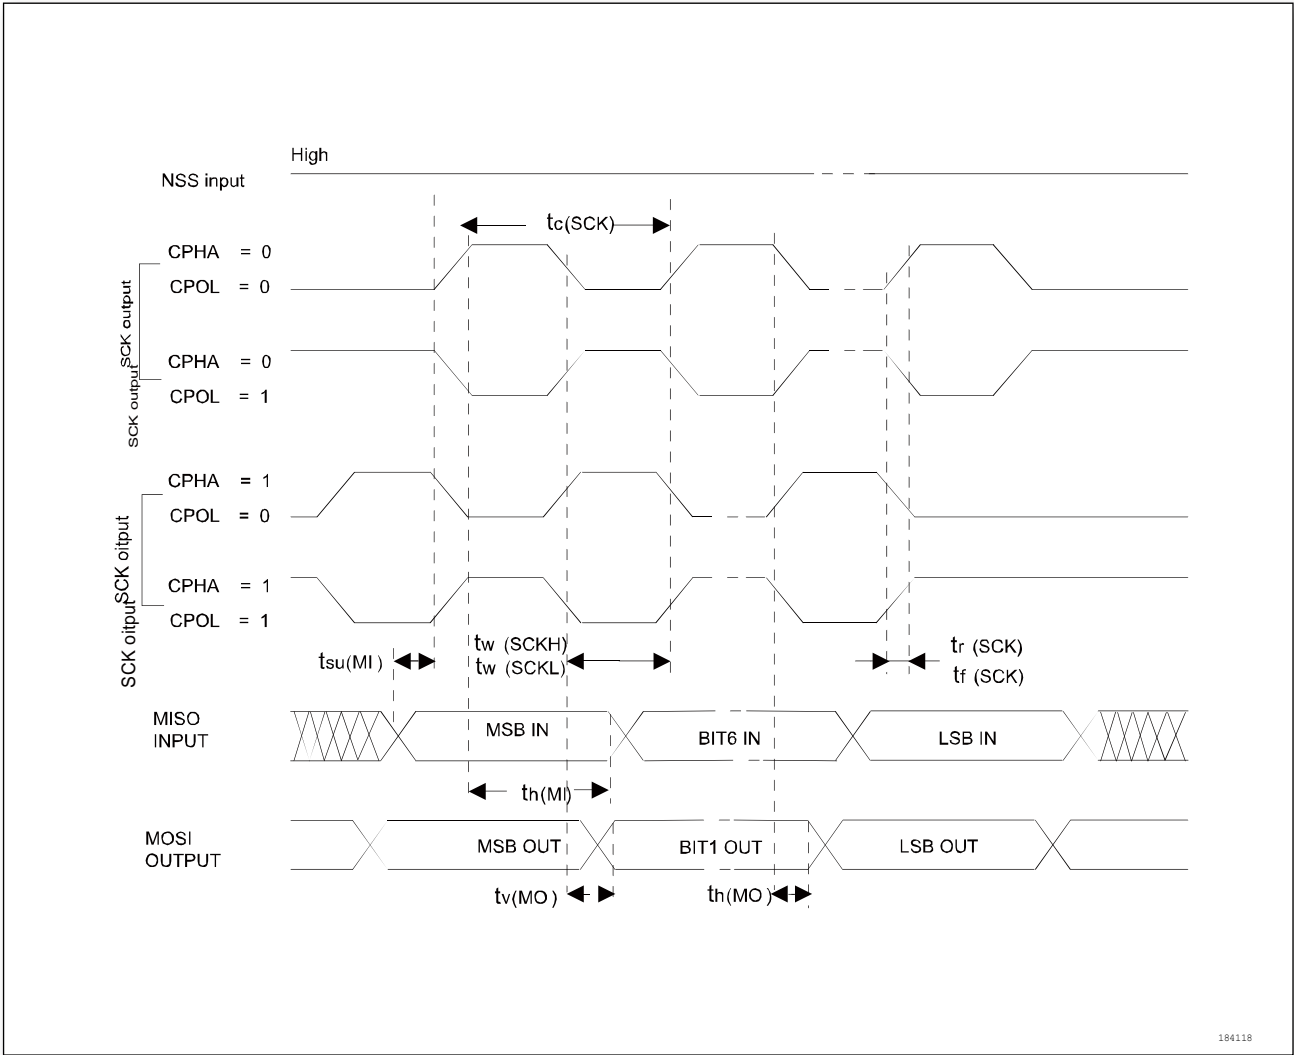 High
NSS input
tc(SCK)
CPHA = 0
CPOL = 0
SCK output
CPHA = 0
SCK output
CPOL = 1
CPHA = 1
CPOL = 0
SCK oitput
CPHA = 1
SCK oitput
CPOL = 1
tsu(MI)
tw (SCKH)
tw (SCKL)
tr (SCK)
tf (SCK)
MISO
INPUT
MSB IN
BIT6 IN
LSB IN
th(MI)
MOSI
OUTPUT
MSB OUT
BIT1 OUT
LSB OUT
tv(MO)
th(MO)
184118